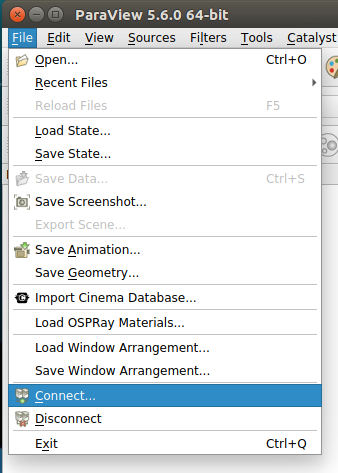 ParaView 5.6.0 64-bit
File Edit View Sources Filters Tools Catalyst
Open... Ctrl+O
Recent Files
Reload Files F5
Load State...
Save State...
Save Data... Ctrl+S
Save Screenshot...
Export Scene...
Save Animation...
Save Geometry...
Import Cinema Database...
Load OSPRay Materials...
Load Window Arrangement...
Save Window Arrangement...
Connect...
Disconnect
Exit Ctrl+Q